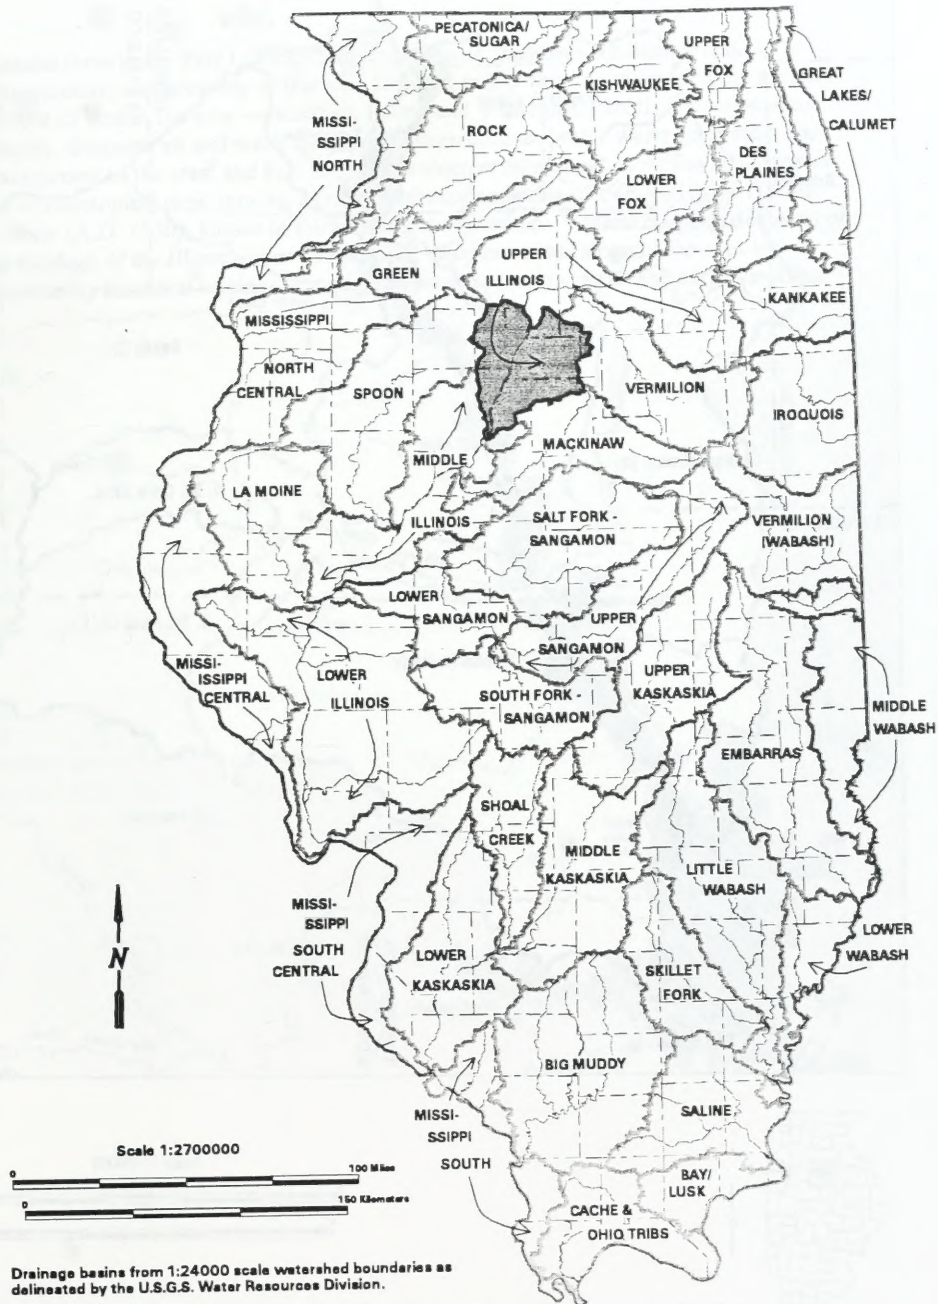 PECATONICA/
SUGAR
UPPER
FOX
KISHWAUKEE
GREAT
LAKES/
CALUMET
MISSI-
SSIPPI
NORTH
ROCK
DES
PLAINES
LOWER
FOX
UPPER
ILLINOIS
GREEN
KANKAKEE
MISSISSIPPI
NORTH
CENTRAL
SPOON
VERMILION
IROQUOIS
MACKINAW
MIDDLE
ILLINOIS
LA MOINE
SALT FORK -
SANGAMON
VERMILION
(WABASH)
LOWER
SANGAMON
UPPER
SANGAMON
MISSI-
SSIPPI
CENTRAL
LOWER
ILLINOIS
SOUTH FORK -
SANGAMON
UPPER
KASKASKIA
MIDDLE
WABASH
EMBARRAS
SHOAL
CREEK
MIDDLE
KASKASKIA
LITTLE
WABASH
MISSI-
SSIPPI
SOUTH
CENTRAL
LOWER
KASKASKIA
SKILLET
FORK
LOWER
WABASH
N
BIG MUDDY
SALINE
MISSI-
SSIPPI
SOUTH
BAY/
LUSK
CACHE &
OHIO TRIBS
Scale 1:2700000
0 100 Miles
0 150 Kilometers
Drainage basins from 1:24000 scale watershed boundaries as
delineated by the U.S.G.S. Water Resources Division.